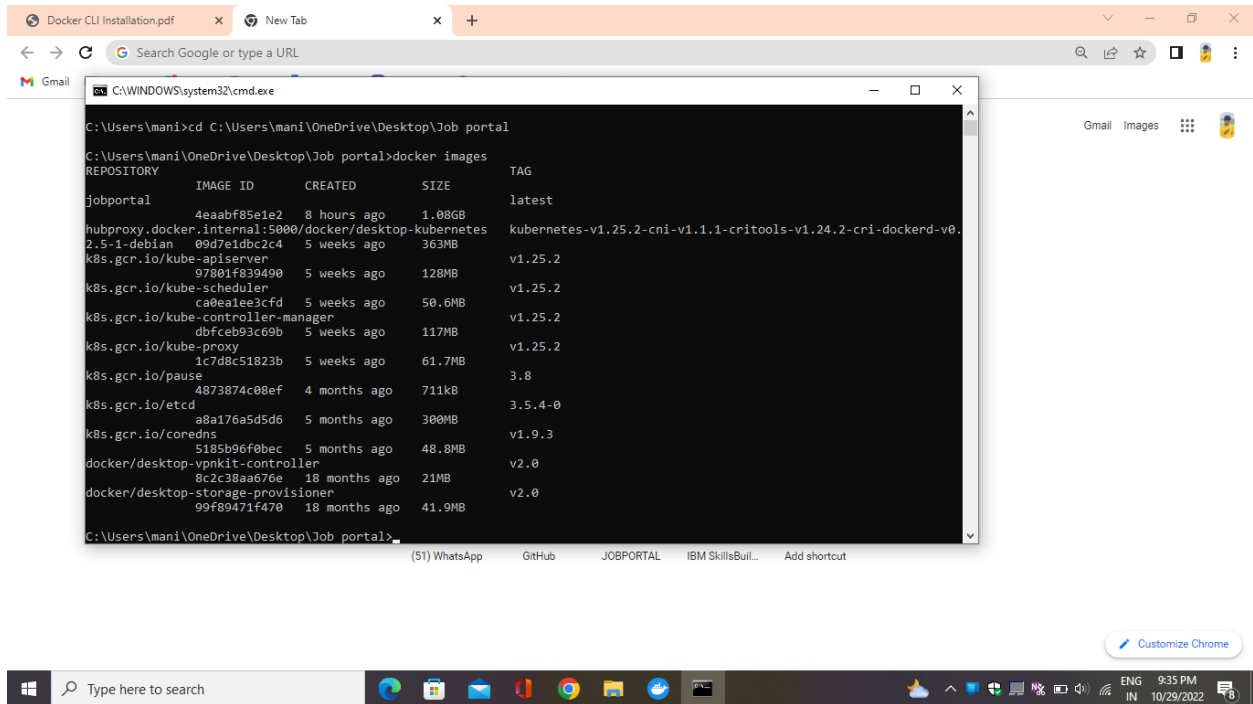 Docker CLI Installation.pdf
New Tab
Search Google or type a URL
Gmail
C:\WINDOWS\system32\cmd.exe
Gmail Images
C:\Users\mani>cd C:\Users\mani\OneDrive\Desktop\Job portal
C:\Users\mani\OneDrive\Desktop\Job portal>docker images
REPOSITORY TAG
IMAGE ID CREATED SIZE
jobportal latest
4eaabf85e1e2 8 hours ago 1.08GB
hubproxy.docker.internal:5000/docker/desktop-kubernetes kubernetes-v1.25.2-cni-v1.1.1-critools-v1.24.2-cri-dockerd-v0.
2.5-1-debian 09d7e1dbc2c4 5 weeks ago 363MB
k8s.gcr.io/kube-apiserver v1.25.2
97801f839490 5 weeks ago 128MB
k8s.gcr.io/kube-scheduler v1.25.2
ca0ea1ee3cfd 5 weeks ago 50.6MB
k8s.gcr.io/kube-controller-manager v1.25.2
dbfceb93c69b 5 weeks ago 117MB
k8s.gcr.io/kube-proxy v1.25.2
1c7d8c51823b 5 weeks ago 61.7MB
k8s.gcr.io/pause 3.8
4873874c08ef 4 months ago 711kB
k8s.gcr.io/etcd 3.5.4-0
a8a176a5d5d6 5 months ago 300MB
k8s.gcr.io/coredns v1.9.3
5185b96f0bec 5 months ago 48.8MB
docker/desktop-vpnkit-controller v2.0
8c2c38aa676e 18 months ago 21MB
docker/desktop-storage-provisioner v2.0
99f89471f470 18 months ago 41.9MB
C:\Users\mani\OneDrive\Desktop\Job portal>
(51) WhatsApp GitHub JOBPORTAL IBM SkillsBuil... Add shortcut
Customize Chrome
Type here to search
ENG 9:35 PM
IN 10/29/2022
8